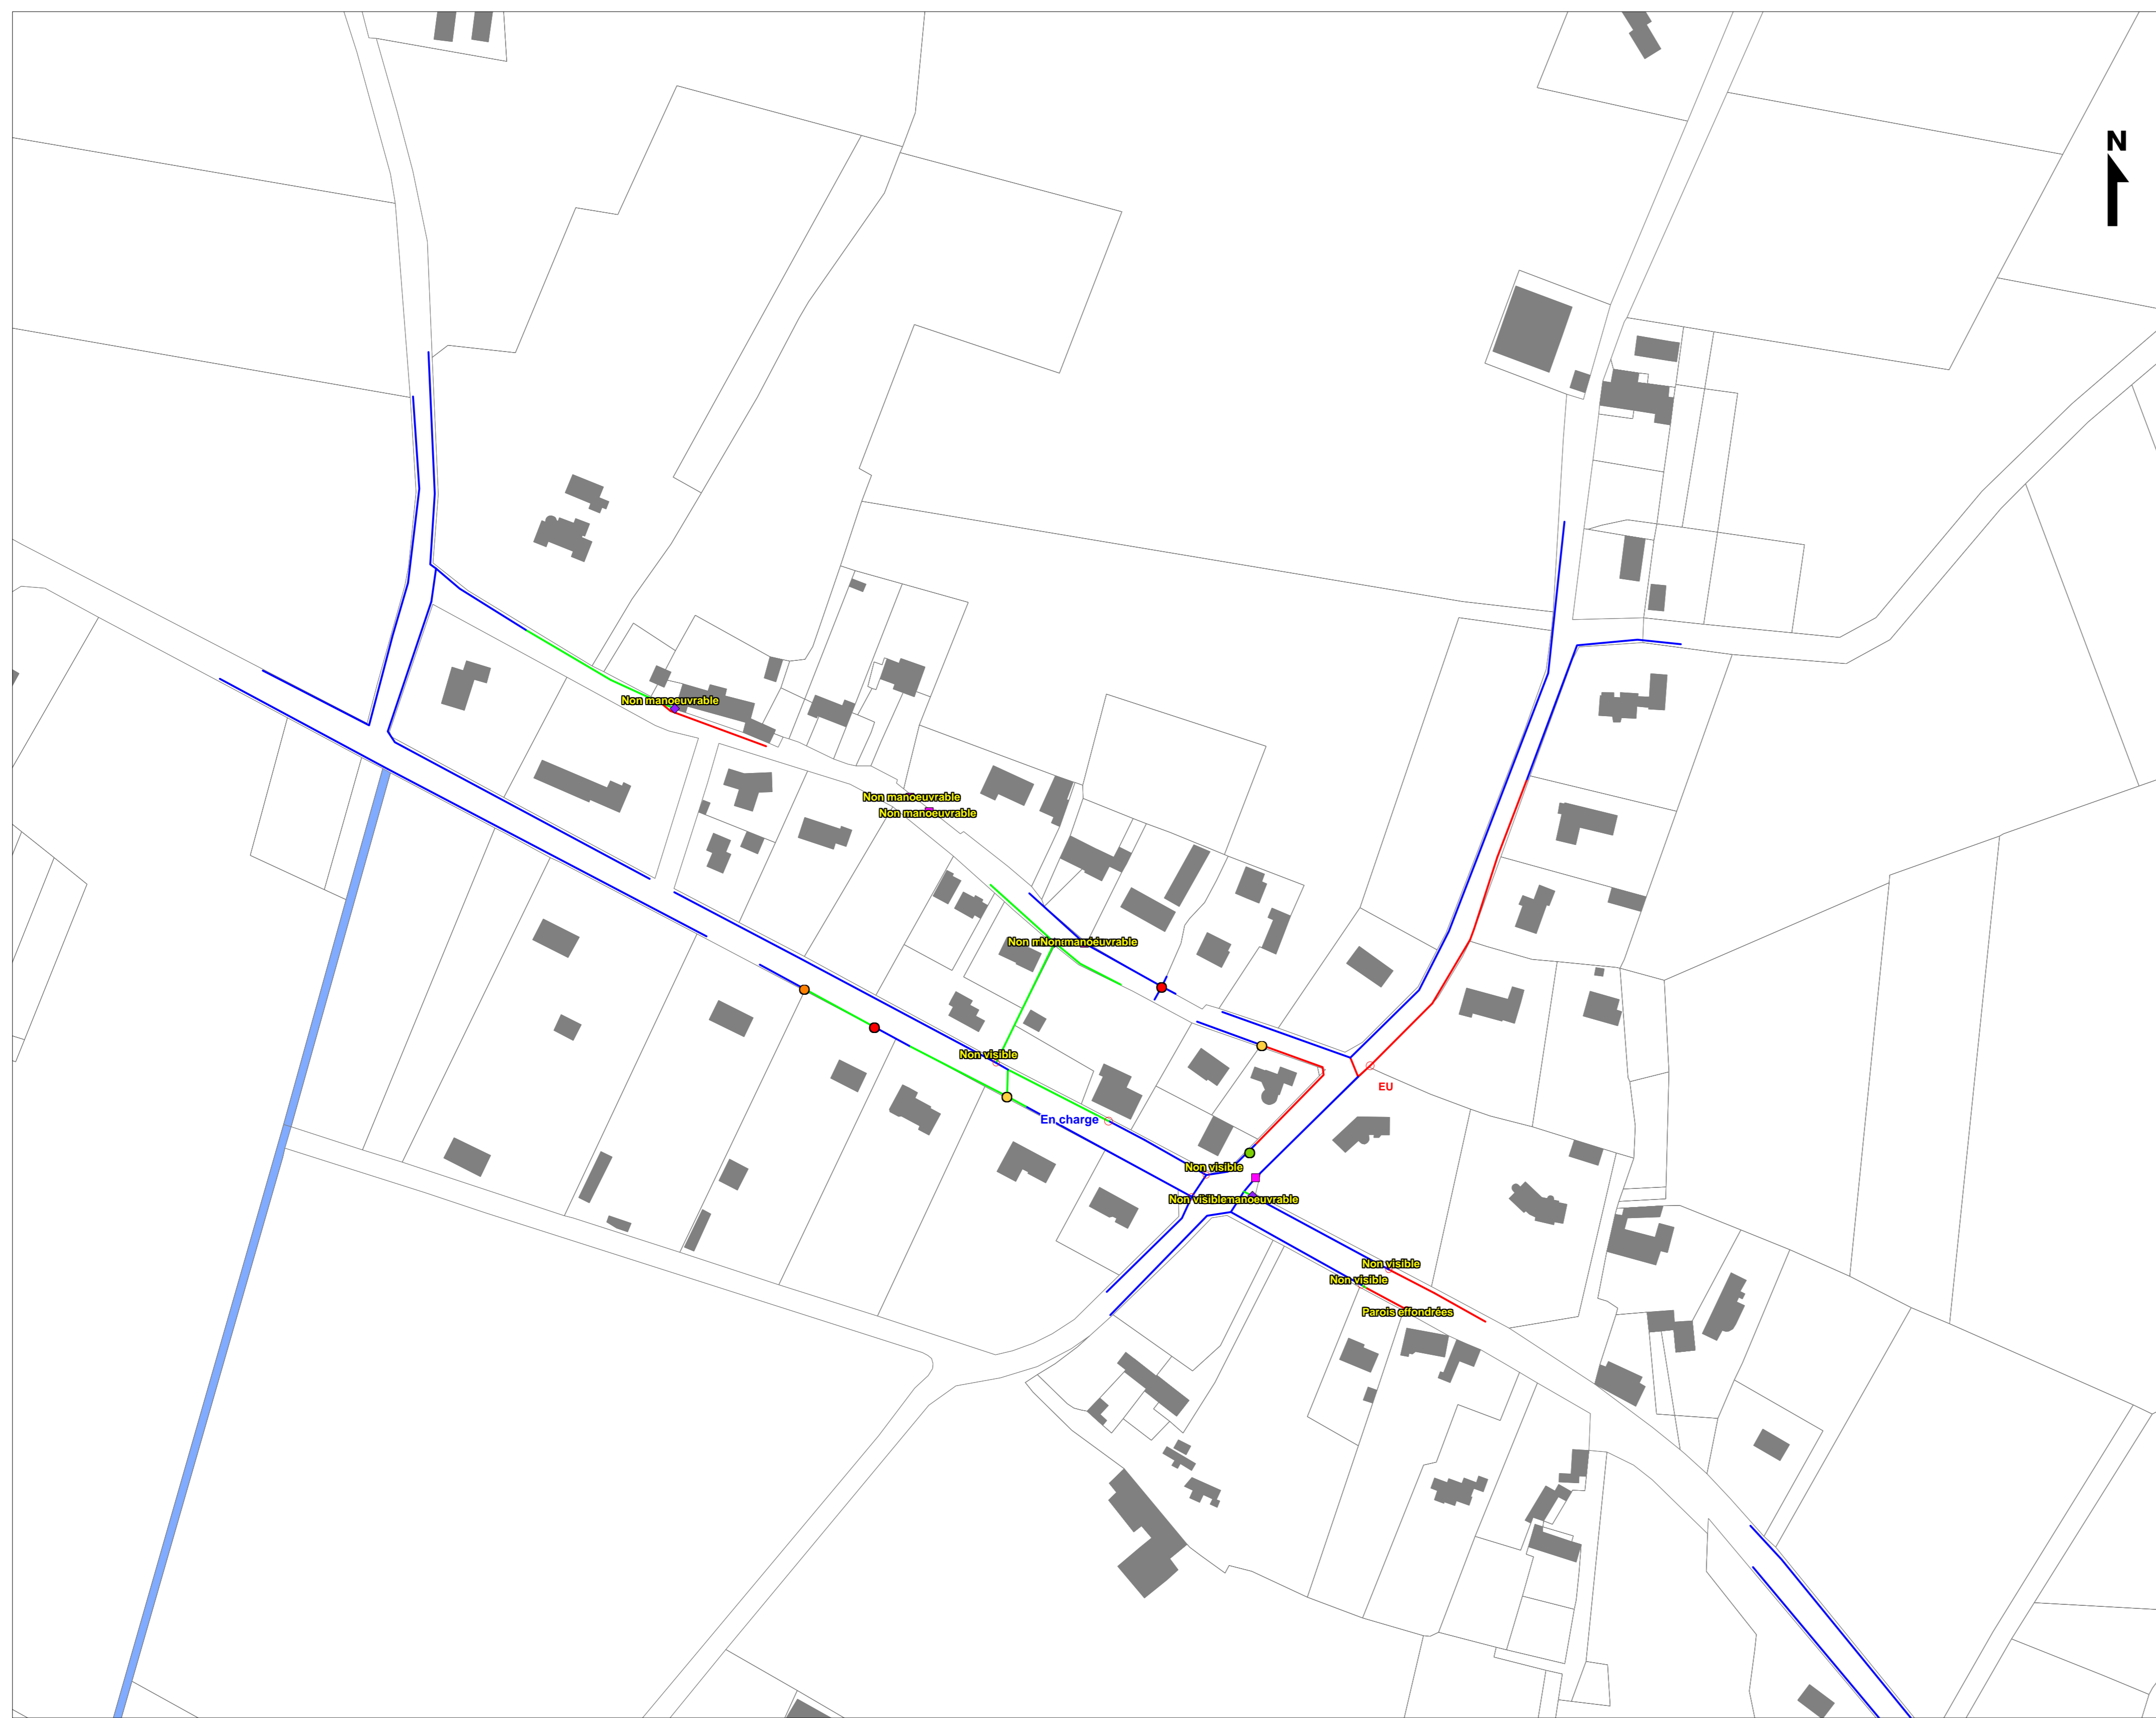 N
Non manoeuvrable
Non manoeuvrable
Non manoeuvrable
Non manoeuvrable
Non visible
En charge
EU
Non visible
Non visible
manoeuvrable
Non visible
Non visible
Parois effondrées